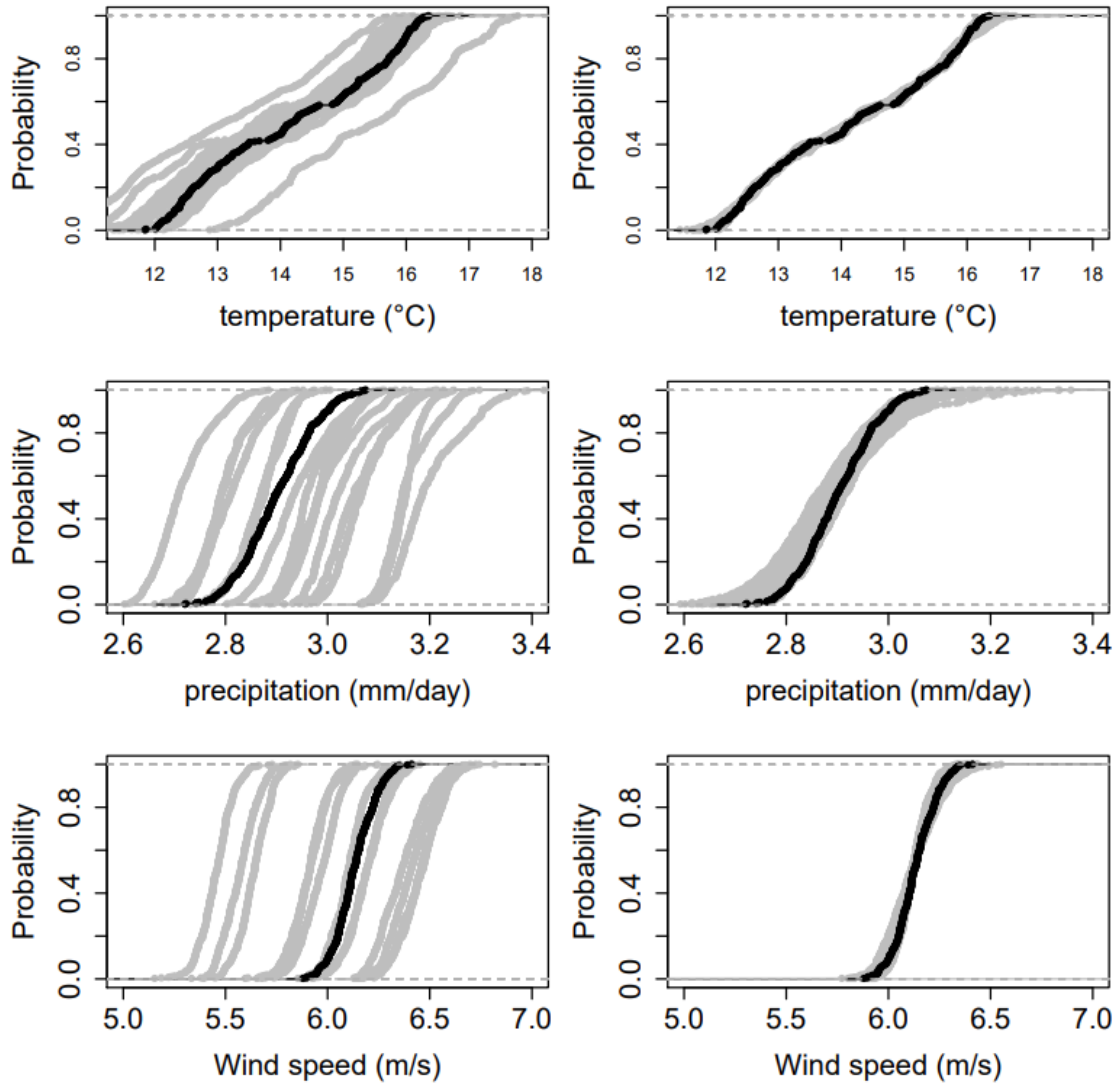 Probability
0.8
0.4
0.0
12 13 14 15 16 17 18
temperature (°C)
Probability
0.8
0.4
0.0
12 13 14 15 16 17 18
temperature (°C)
Probability
0.8
0.4
0.0
2.6 2.8 3.0 3.2 3.4
precipitation (mm/day)
Probability
0.8
0.4
0.0
2.6 2.8 3.0 3.2 3.4
precipitation (mm/day)
Probability
0.8
0.4
0.0
5.0 5.5 6.0 6.5 7.0
Wind speed (m/s)
Probability
0.8
0.4
0.0
5.0 5.5 6.0 6.5 7.0
Wind speed (m/s)